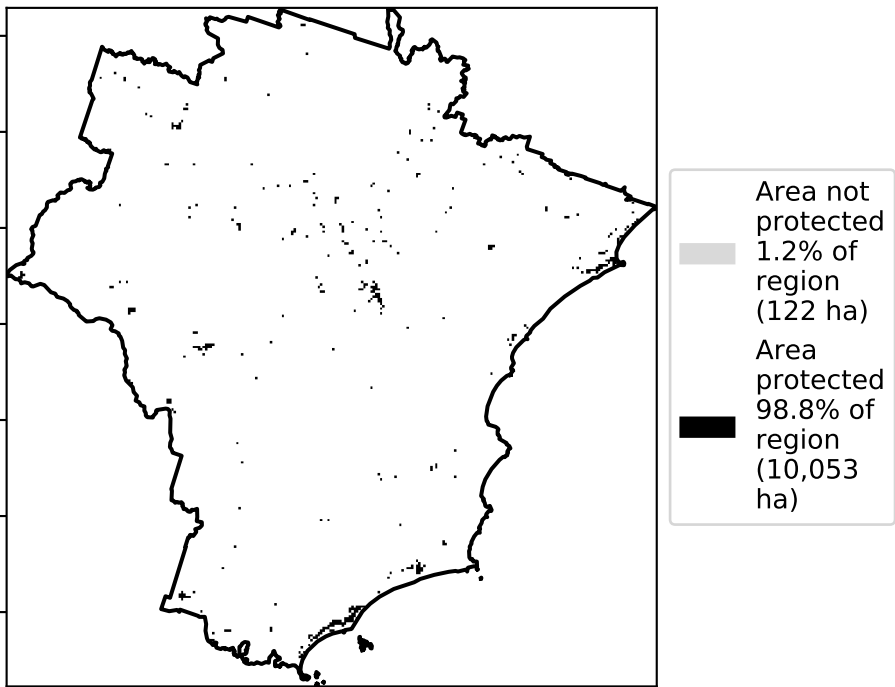 Area not
protected
1.2% of
region
(122 ha)
Area
protected
98.8% of
region
(10,053
ha)